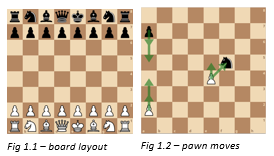 Fig 1.1 – board layout
Fig 1.2 – pawn moves